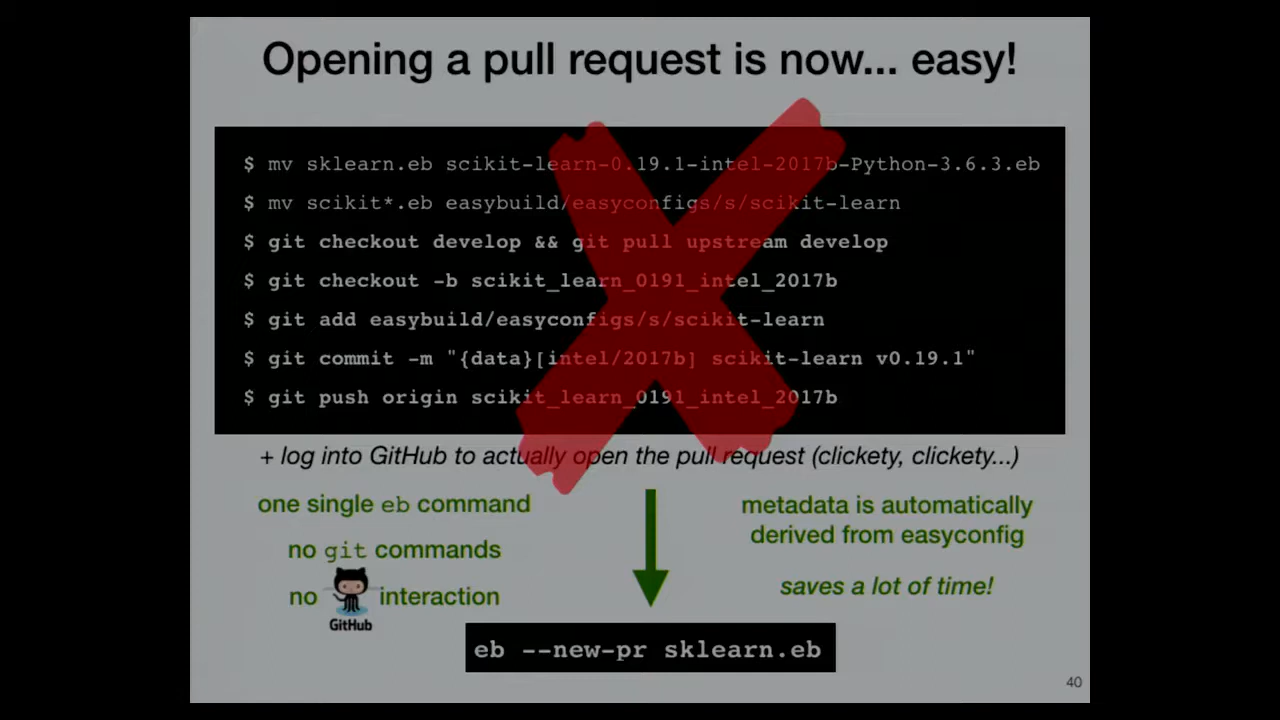 Opening a pull request is now... easy!
$ mv sklearn.eb scikit-learn-0.19.1-intel-2017b-Python-3.6.3.eb
$ mv scikit*.eb easybuild/easyconfigs/s/scikit-learn
$ git checkout develop && git pull upstream develop
$ git checkout -b scikit_learn_0191_intel_2017b
$ git add easybuild/easyconfigs/s/scikit-learn
$ git commit -m "{data}[intel/2017b] scikit-learn v0.19.1"
$ git push origin scikit_learn_0191_intel_2017b
+ log into GitHub to actually open the pull request (clickety, clickety...)
one single eb command
no git commands
no GitHub interaction
metadata is automatically
derived from easyconfig
saves a lot of time!
eb --new-pr sklearn.eb
40